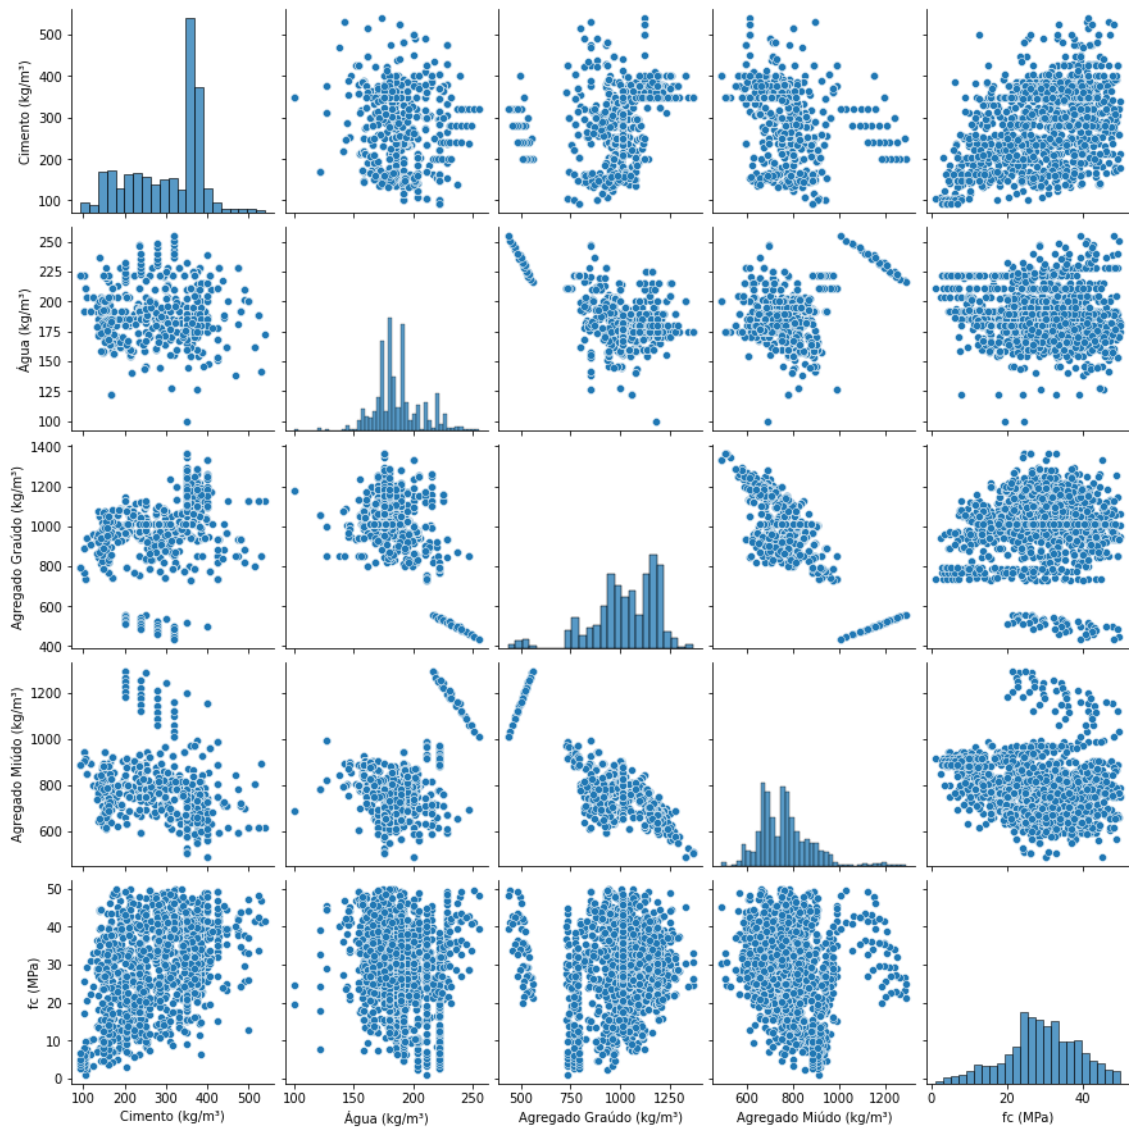 Cimento (kg/m³)
500
400
300
200
100
Água (kg/m³)
250
225
200
175
150
125
100
Agregado Graúdo (kg/m³)
1400
1200
1000
800
600
400
Agregado Miúdo (kg/m³)
1200
1000
800
600
fc (MPa)
50
40
30
20
10
0
100 200 300 400 500
150 200 250
500 750 1000 1250
600 800 1000 1200
0 20 40
Cimento (kg/m³)
Água (kg/m³)
Agregado Graúdo (kg/m³)
Agregado Miúdo (kg/m³)
fc (MPa)